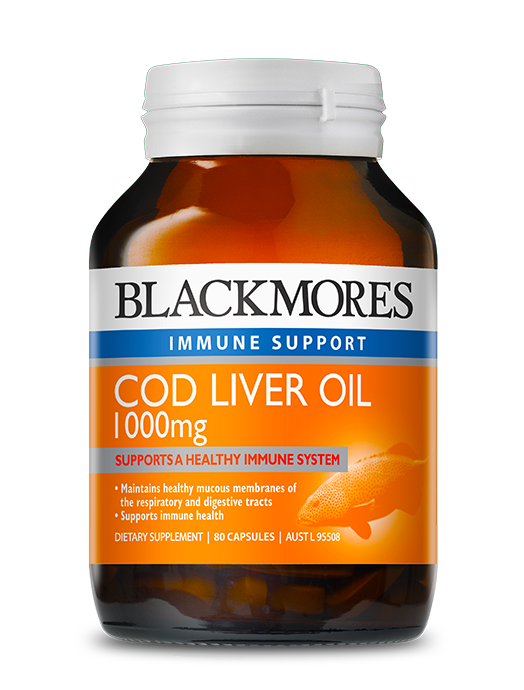 BLACKMORES
IMMUNE SUPPORT
COD LIVER OIL
1000mg
SUPPORTS A HEALTHY IMMUNE SYSTEM
• Maintains healthy mucous membranes of
the respiratory and digestive tracts
• Supports immune health
DIETARY SUPPLEMENT | 80 CAPSULES | AUST L 95508